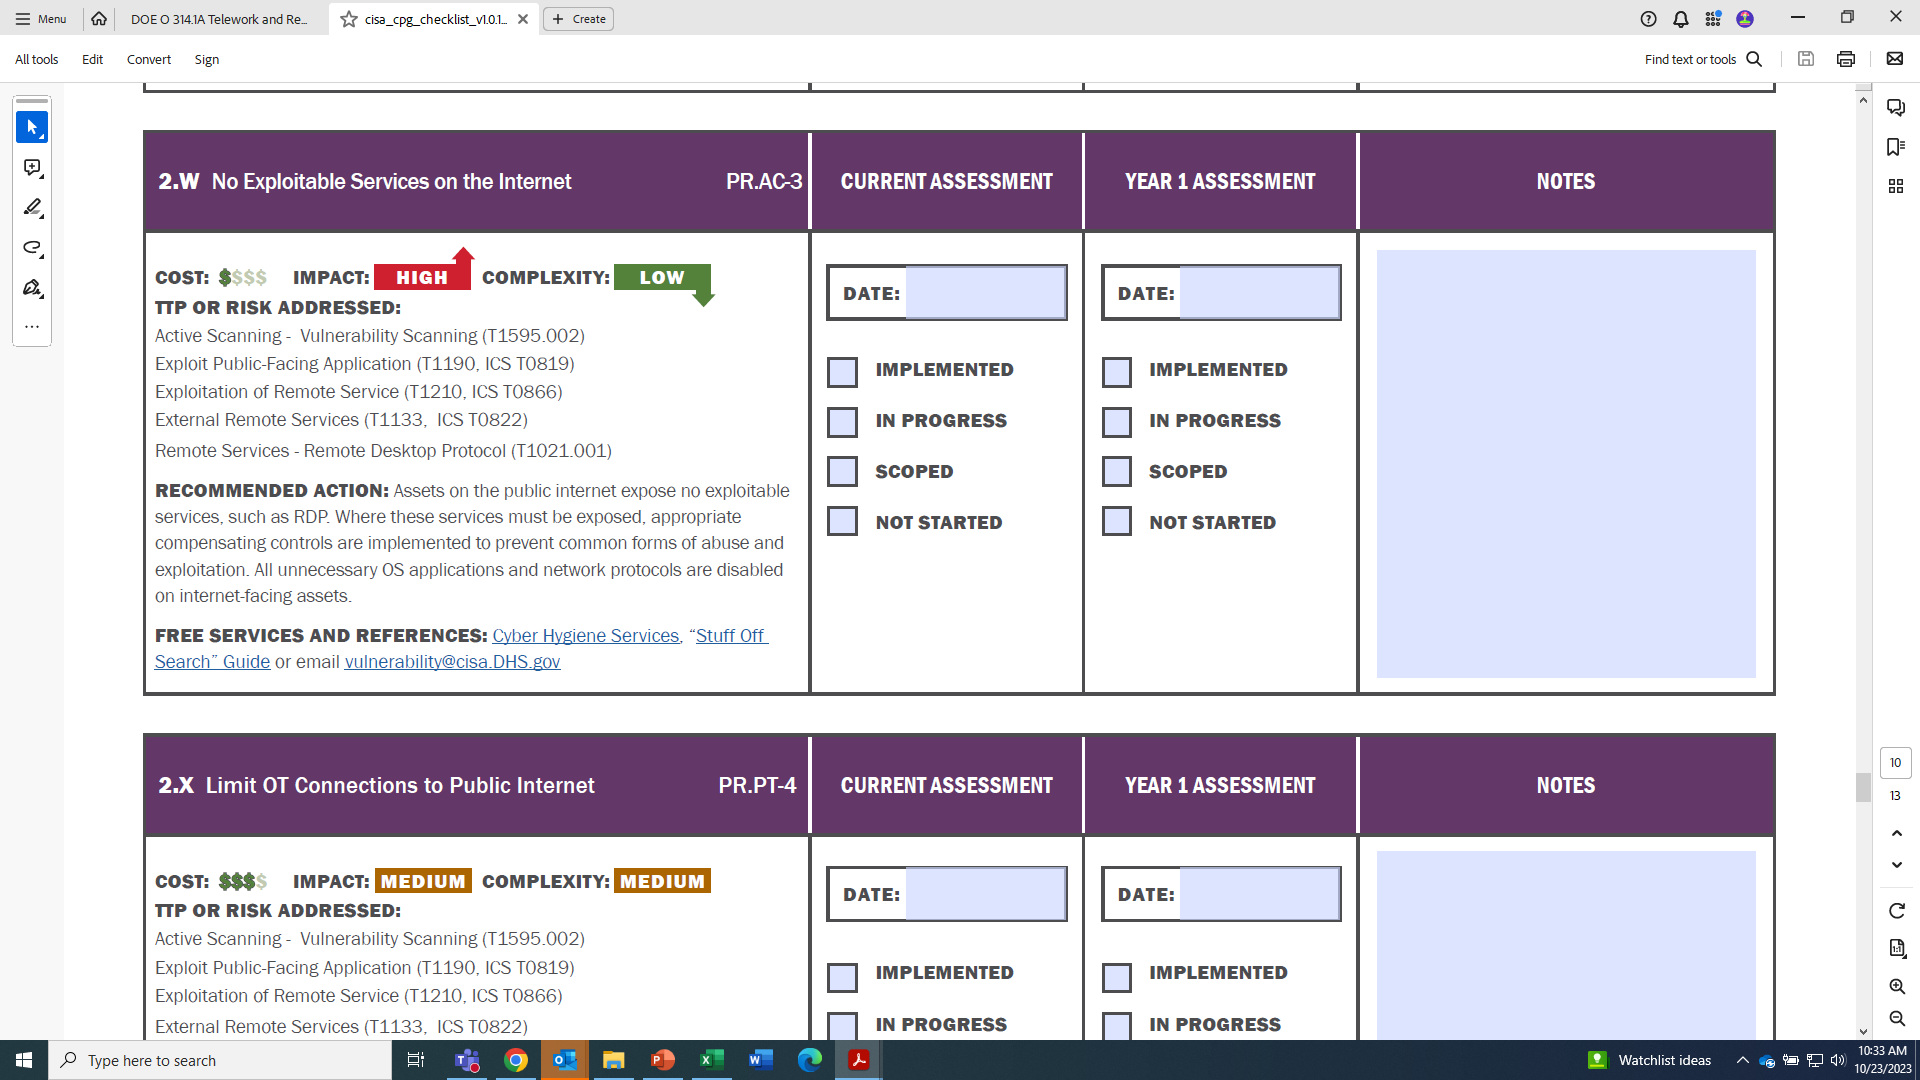 Menu
DOE O 314.1A Telework and Re...
cisa_cpg_checklist_v1.0.1...
Create
All tools Edit Convert Sign
Find text or tools
2.W No Exploitable Services on the Internet PR.AC-3
CURRENT ASSESSMENT
YEAR 1 ASSESSMENT
NOTES
COST: $$$$ IMPACT: HIGH COMPLEXITY: LOW
TTP OR RISK ADDRESSED:
Active Scanning - Vulnerability Scanning (T1595.002)
Exploit Public-Facing Application (T1190, ICS T0819)
Exploitation of Remote Service (T1210, ICS T0866)
External Remote Services (T1133, ICS T0822)
Remote Services - Remote Desktop Protocol (T1021.001)
RECOMMENDED ACTION: Assets on the public internet expose no exploitable
services, such as RDP. Where these services must be exposed, appropriate
compensating controls are implemented to prevent common forms of abuse and
exploitation. All unnecessary OS applications and network protocols are disabled
on internet-facing assets.
FREE SERVICES AND REFERENCES: Cyber Hygiene Services, “Stuff Off
Search” Guide or email vulnerability@cisa.DHS.gov
DATE:
IMPLEMENTED
IN PROGRESS
SCOPED
NOT STARTED
DATE:
IMPLEMENTED
IN PROGRESS
SCOPED
NOT STARTED
2.X Limit OT Connections to Public Internet PR.PT-4
CURRENT ASSESSMENT
YEAR 1 ASSESSMENT
NOTES
COST: $$$$ IMPACT: MEDIUM COMPLEXITY: MEDIUM
TTP OR RISK ADDRESSED:
Active Scanning - Vulnerability Scanning (T1595.002)
Exploit Public-Facing Application (T1190, ICS T0819)
Exploitation of Remote Service (T1210, ICS T0866)
External Remote Services (T1133, ICS T0822)
DATE:
IMPLEMENTED
IN PROGRESS
DATE:
IMPLEMENTED
IN PROGRESS
10
13
Type here to search
Watchlist ideas
10:33 AM
10/23/2023